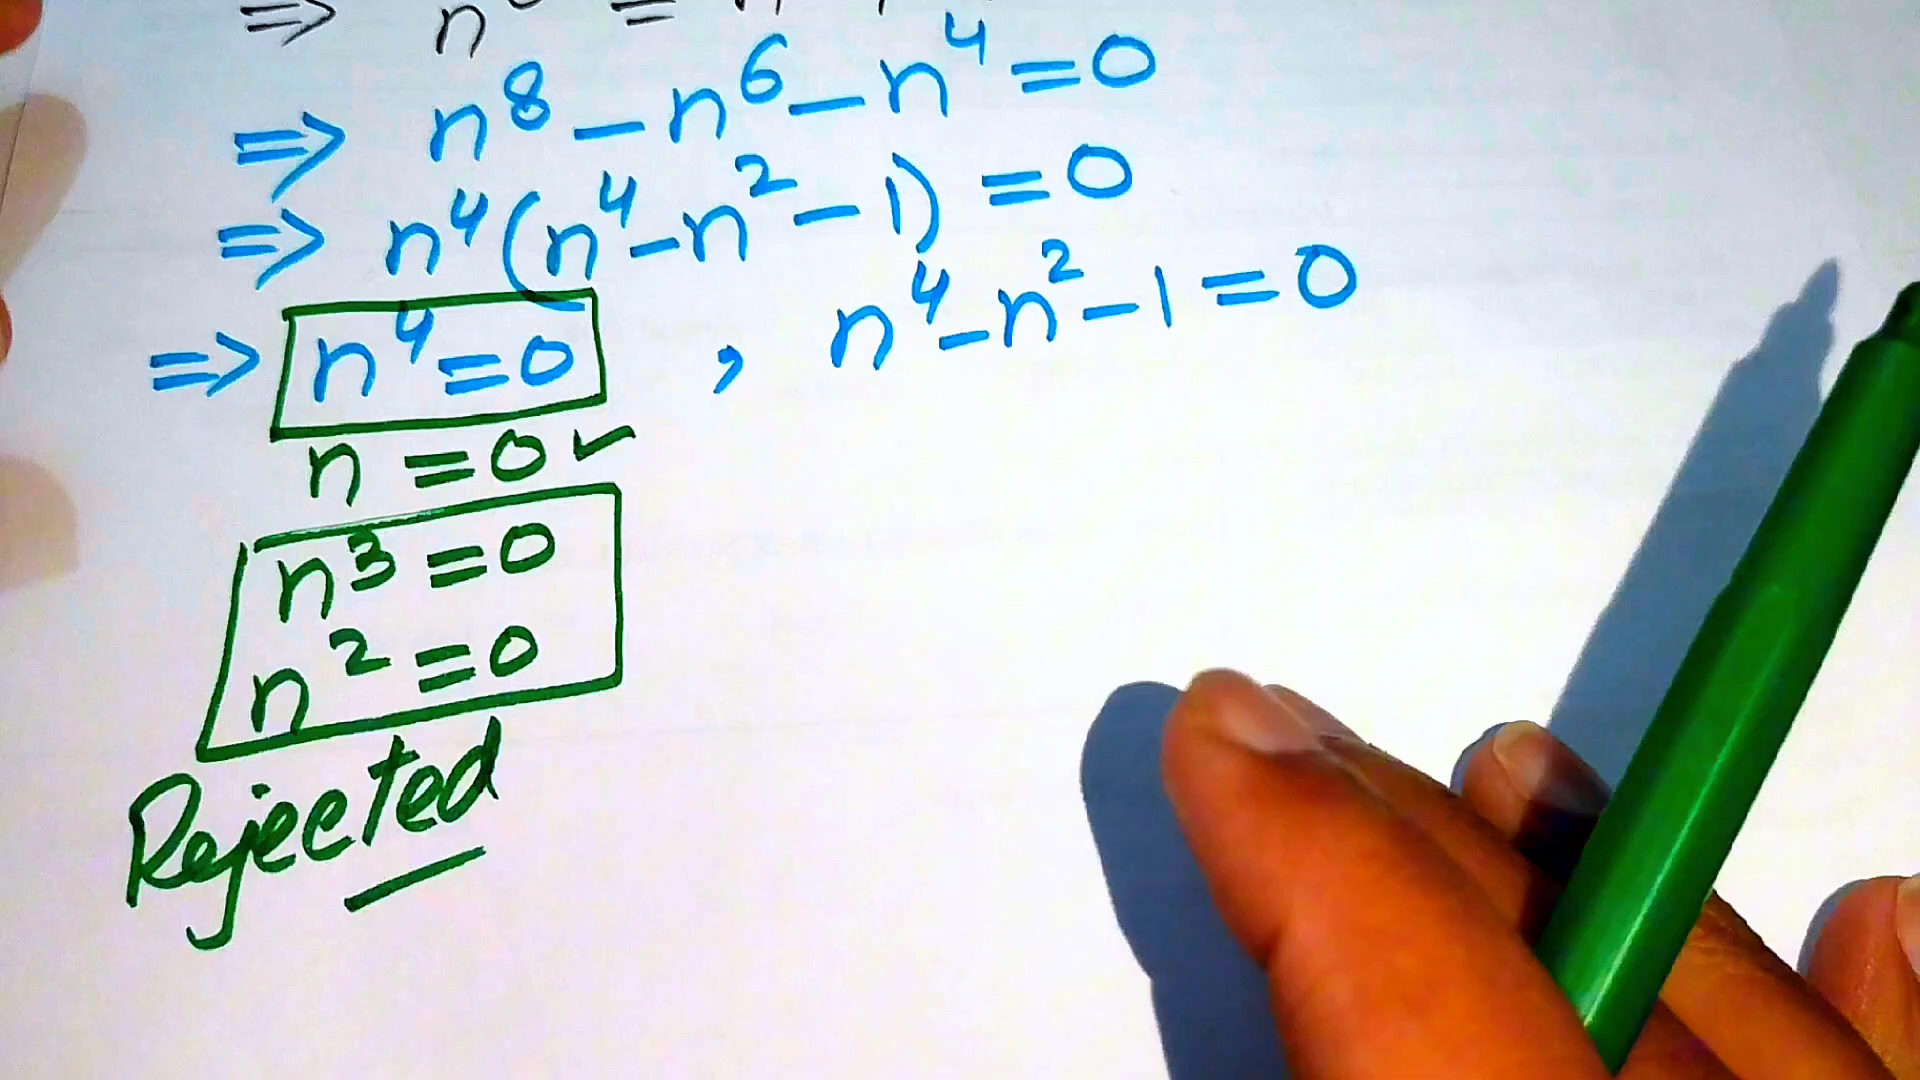 ⇒ n =
⇒ n⁸ – n⁶ – n⁴ = 0
⇒ n⁴(n⁴ – n² – 1) = 0
⇒ n⁴ = 0 , n⁴ – n² – 1 = 0
n = 0 ✓
n³ = 0
n² = 0
Rejected